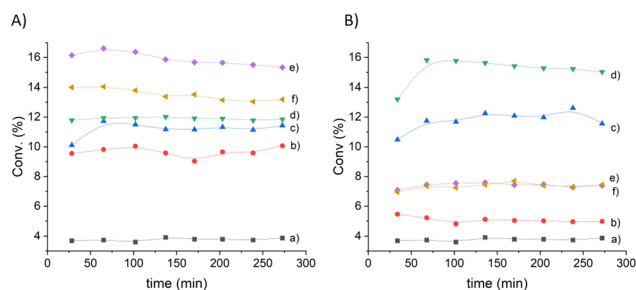 A)
Conv. (%)
16
14
12
10
8
6
4
e)
f)
d)
c)
b)
a)
0 50 100 150 200 250 300
time (min)
B)
Conv (%)
16
14
12
10
8
6
4
d)
c)
e)
f)
b)
a)
0 50 100 150 200 250 300
time (min)